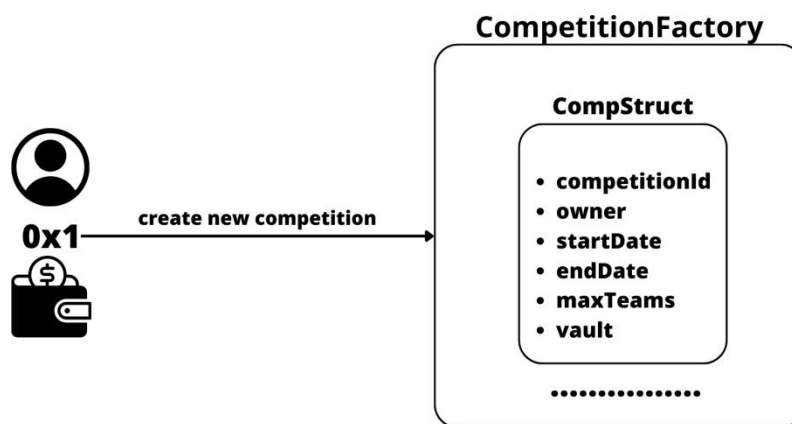 CompetitionFactory
CompStruct
• competitionId
• owner
• startDate
• endDate
• maxTeams
• vault
................
create new competition
0x1
$